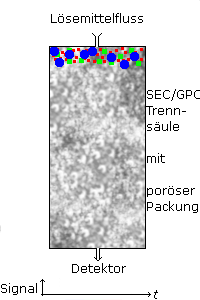 Lösemittelfluss
SEC/GPC
Trenn-
säule
mit
poröser
Packung
Detektor
Signal
t